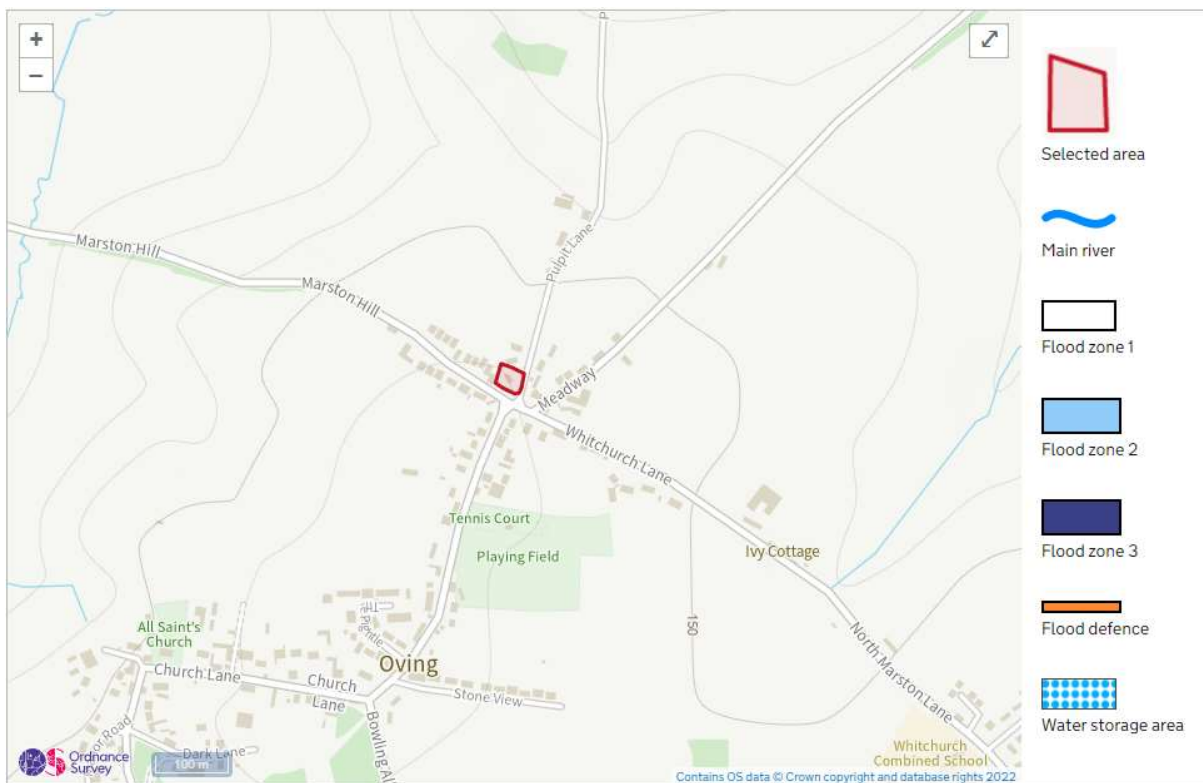 +
−
P
Marston Hill
Marston Hill
Pulpit Lane
Meadway
Whitchurch Lane
Tennis Court
Playing Field
Ivy Cottage
150
North Marston Lane
All Saint's
Church
Church Lane
Church
Lane
Oving
Stone View
Dark Lane
Whitchurch
Combined School
Ordnance
Survey
100 m
Contains OS data © Crown copyright and database rights 2022
Selected area
Main river
Flood zone 1
Flood zone 2
Flood zone 3
Flood defence
Water storage area